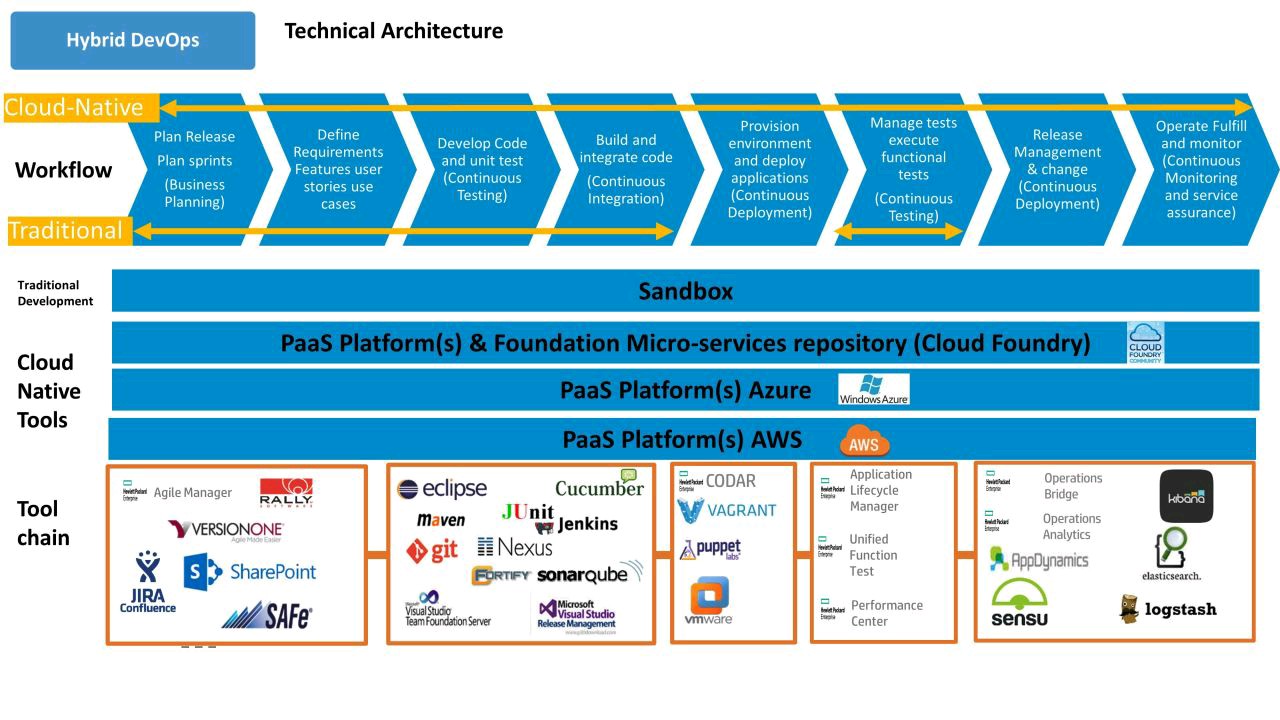 Hybrid DevOps
Technical Architecture
Cloud-Native
Workflow
Traditional
Plan Release
Plan sprints
(Business
Planning)
Define
Requirements
Features user
stories use
cases
Develop Code
and unit test
(Continuous
Testing)
Build and
integrate code
(Continuous
Integration)
Provision
environment
and deploy
applications
(Continuous
Deployment)
Manage tests
execute
functional
tests
(Continuous
Testing)
Release
Management
& change
(Continuous
Deployment)
Operate Fulfill
and monitor
(Continuous
Monitoring
and service
assurance)
Traditional
Development
Sandbox
Cloud
Native
Tools
PaaS Platform(s) & Foundation Micro-services repository (Cloud Foundry)
CLOUD
FOUNDRY
COMMUNITY
PaaS Platform(s) Azure
Windows Azure
PaaS Platform(s) AWS
AWS
Tool
chain
Hewlett Packard
Enterprise
Agile Manager
RALLY
SOFTWARE
VERSIONONE
Agile Made Easier
JIRA
Confluence
S
SharePoint
SAFe
eclipse
Cucumber
maven
JUnit
Jenkins
git
Nexus
FORTIFY
sonarqube
Microsoft
Visual Studio
Team Foundation Server
Microsoft
Visual Studio
Release Management
Hewlett Packard
Enterprise
CODAR
VAGRANT
puppet
labs
vmware
Hewlett Packard
Enterprise
Application
Lifecycle
Manager
Hewlett Packard
Enterprise
Unified
Function
Test
Hewlett Packard
Enterprise
Performance
Center
Hewlett Packard
Enterprise
Operations
Bridge
Hewlett Packard
Enterprise
Operations
Analytics
kibana
AppDynamics
elasticsearch.
sensu
logstash